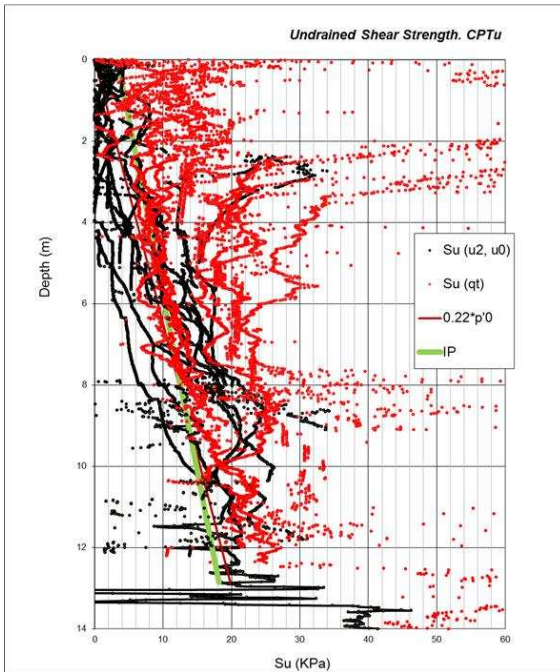 Undrained Shear Strength. CPTu
0
2
4
6
8
10
12
14
Depth (m)
0
10
20
30
40
50
60
Su (KPa)
Su (u2, u0)
Su (qt)
0.22*p'0
IP